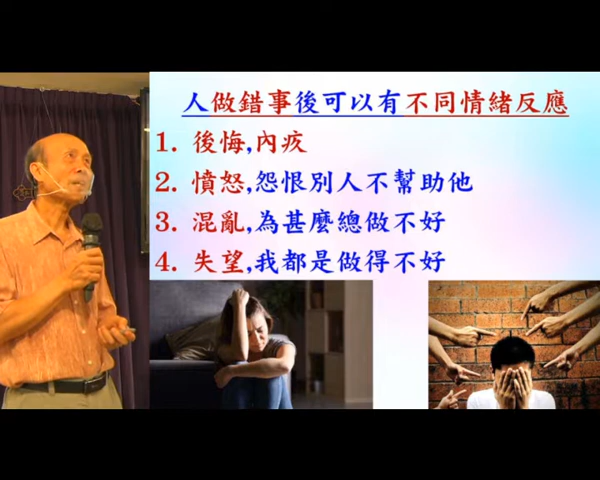 人做錯事後可以有不同情緒反應
1. 後悔,內疚
2. 憤怒,怨恨別人不幫助他
3. 混亂,為甚麼總做不好
4. 失望,我都是做得不好